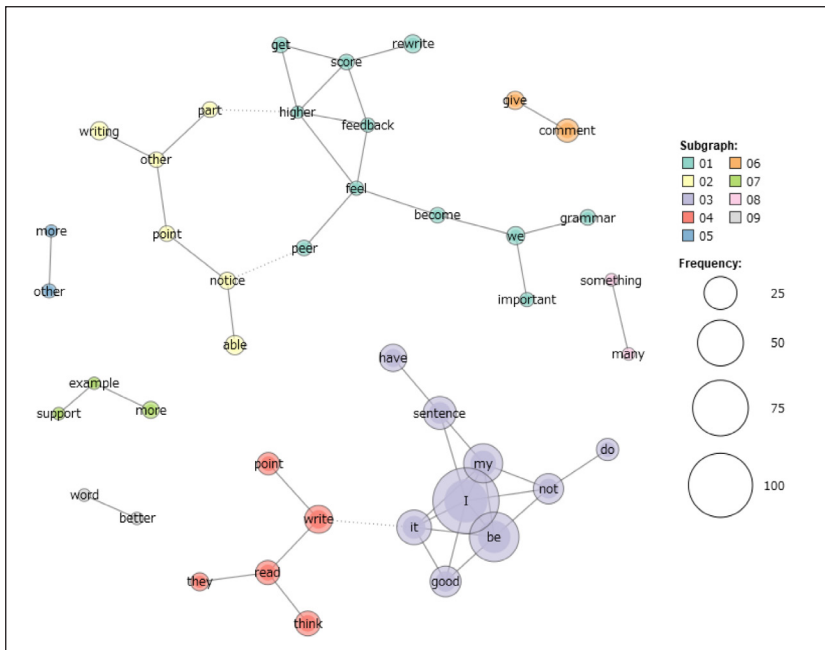 get
score
rewrite
part
higher
feedback
writing
other
give
comment
feel
become
grammar
we
point
peer
notice
important
able
more
other
something
many
have
sentence
my
do
not
I
it
be
good
example
support
more
point
write
word
better
read
they
think
Subgraph:
01 06
02 07
03 08
04 09
05
Frequency:
25
50
75
100